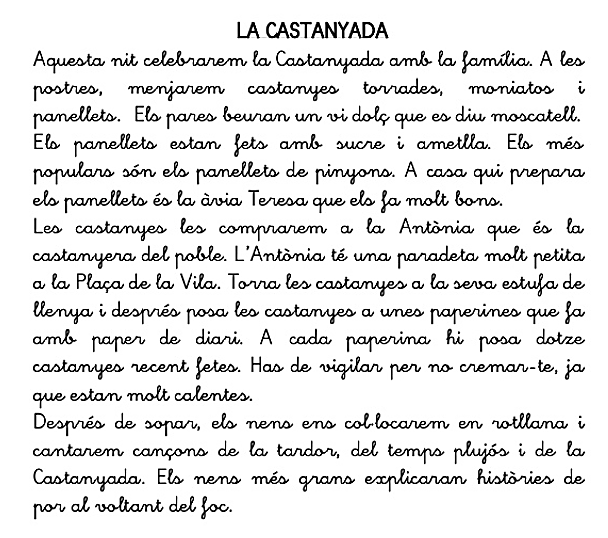 LA CASTANYADA
Aquesta nit celebrarem la Castanyada amb la família. A les
postres, menjarem castanyes torrades, moniatos i
panellets. Els pares beuran un vi dolç que es diu moscatell.
Els panellets estan fets amb sucre i ametlla. Els més
populars són els panellets de pinyons. A casa qui prepara
els panellets és la àvia Teresa que els fa molt bons.
Les castanyes les comprarem a la Antònia que és la
castanyera del poble. L'Antònia té una paradeta molt petita
a la Plaça de la Vila. Torra les castanyes a la seva estufa de
llenya i després posa les castanyes a unes paperines que fa
amb paper de diari. A cada paperina hi posa dotze
castanyes recent fetes. Has de vigilar per no cremar-te, ja
que estan molt calentes.
Després de sopar, els nens ens col·locarem en rotllana i
cantarem cançons de la tardor, del temps plujós i de la
Castanyada. Els nens més grans explicaran històries de
por al voltant del foc.